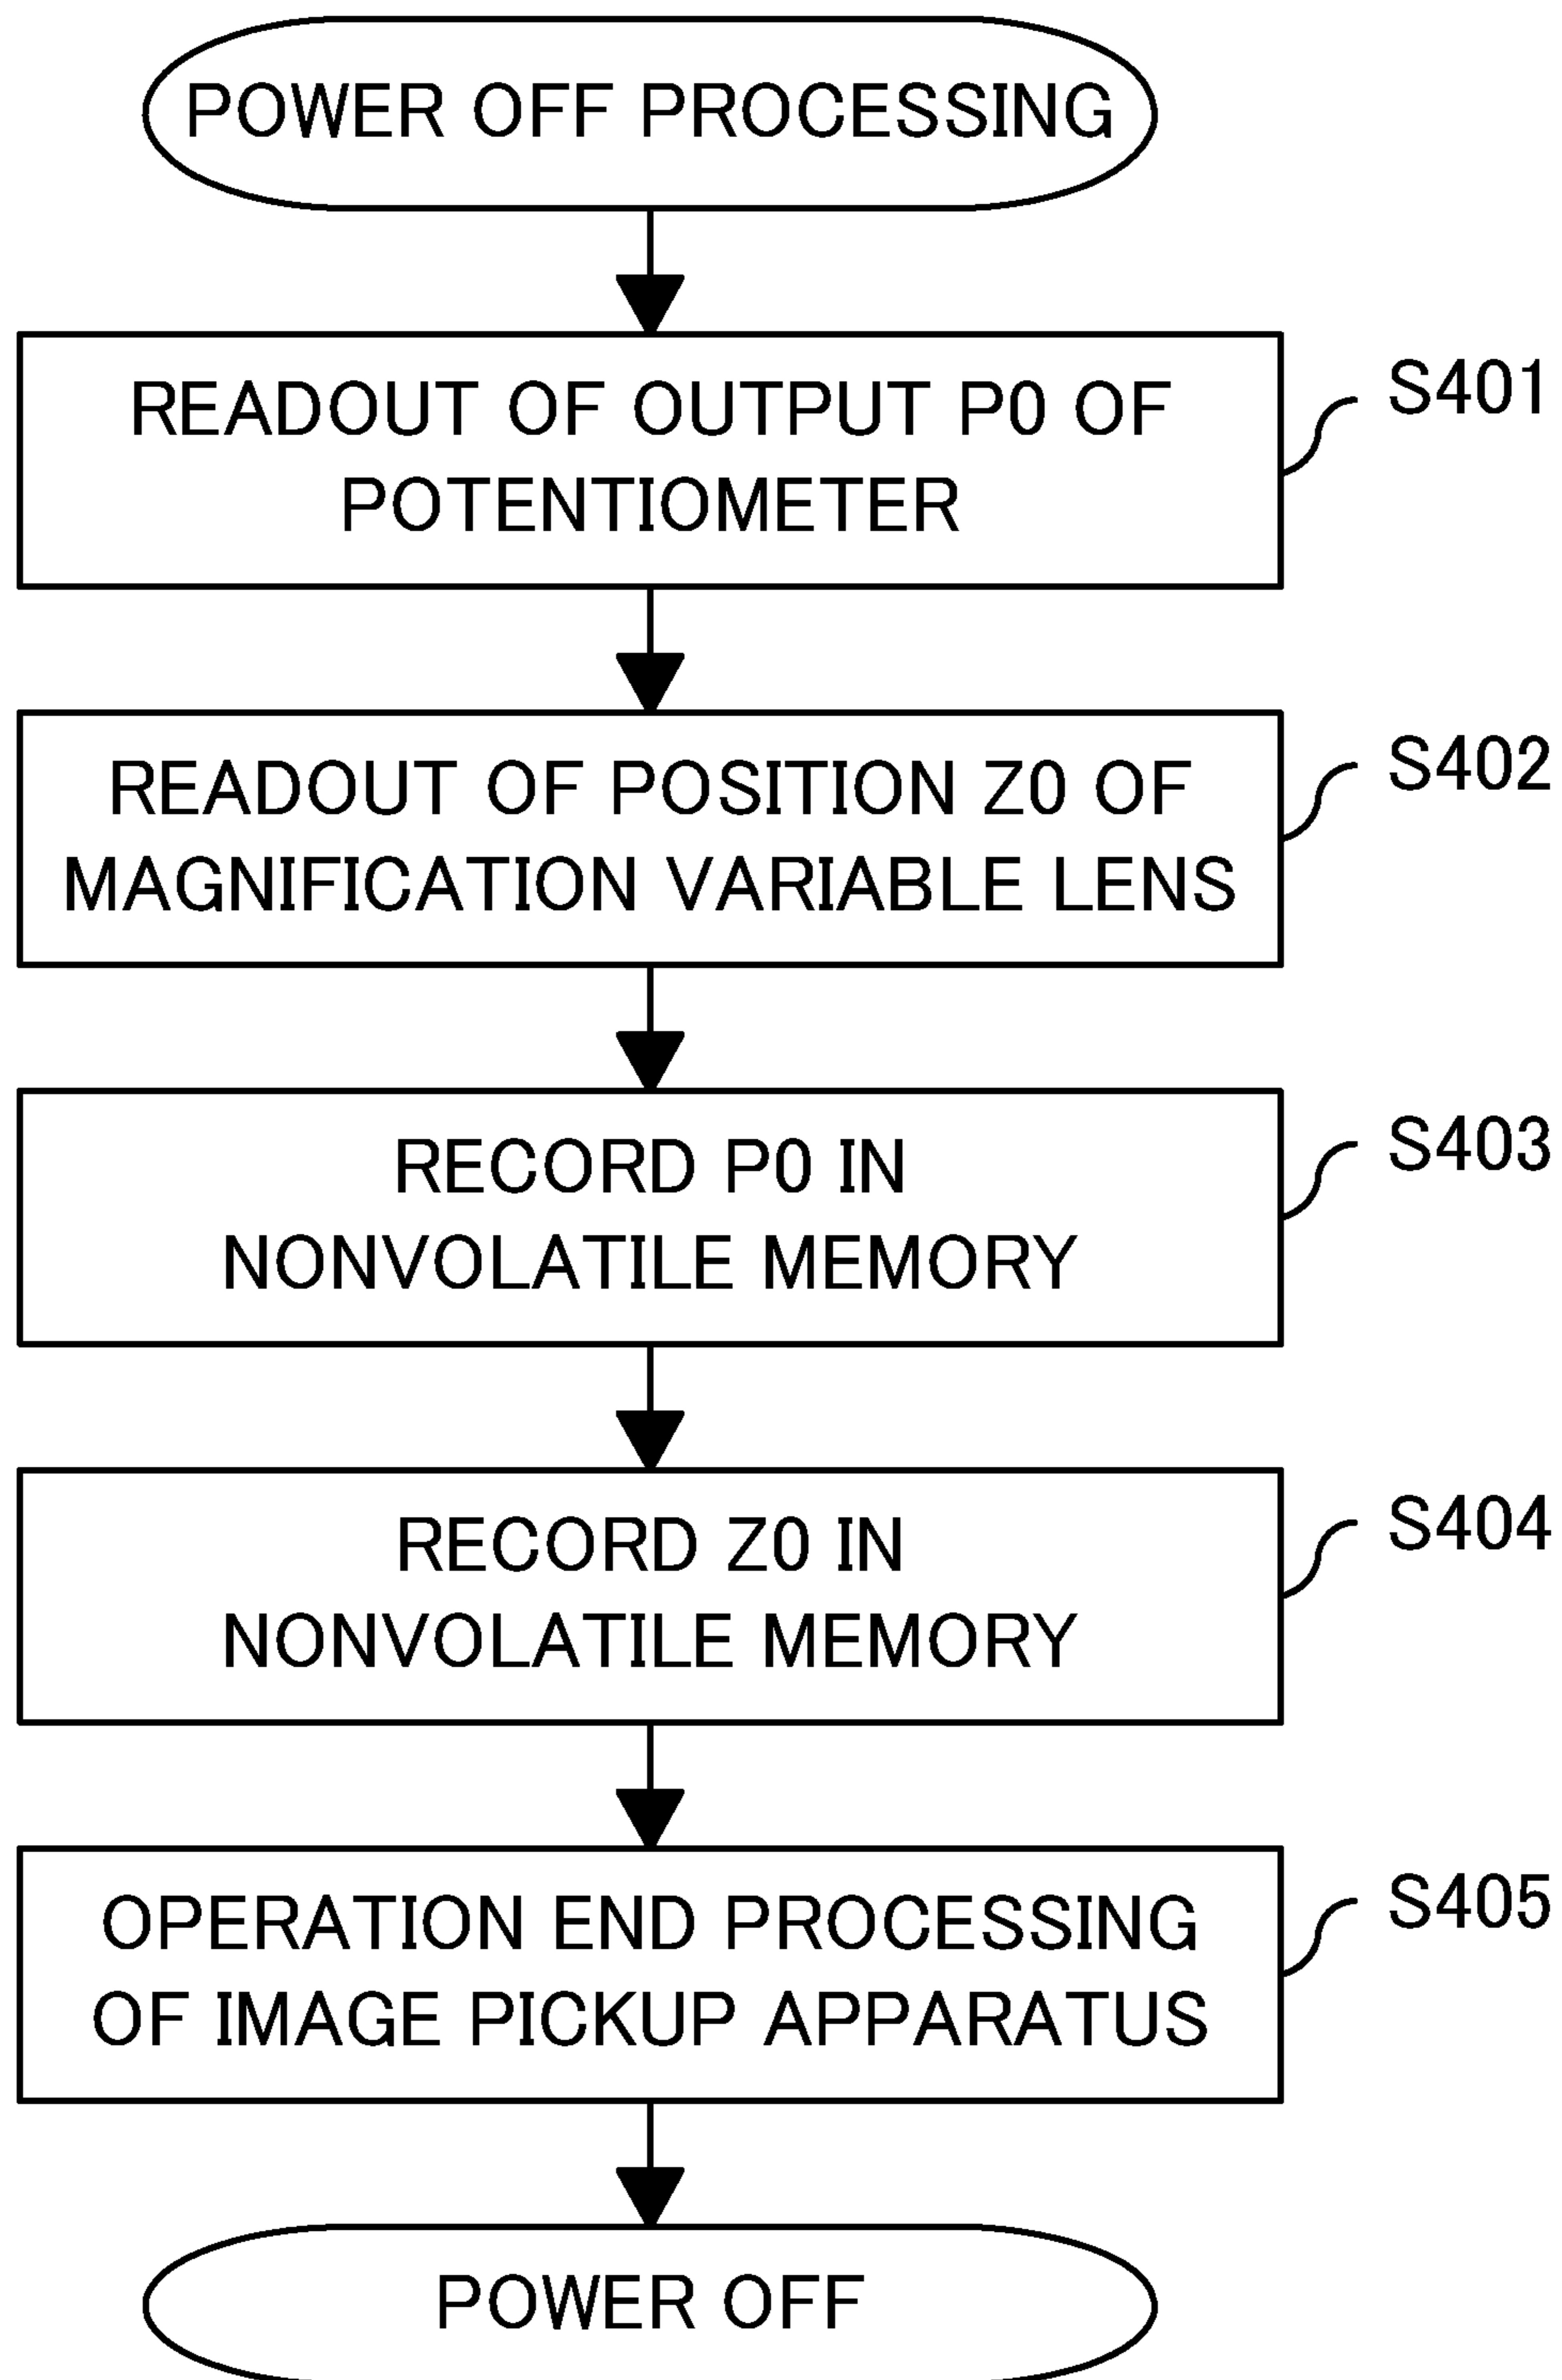 POWER OFF PROCESSING
READOUT OF OUTPUT P0 OF
POTENTIOMETER
S401
READOUT OF POSITION Z0 OF
MAGNIFICATION VARIABLE LENS
S402
RECORD P0 IN
NONVOLATILE MEMORY
S403
RECORD Z0 IN
NONVOLATILE MEMORY
S404
OPERATION END PROCESSING
OF IMAGE PICKUP APPARATUS
S405
POWER OFF